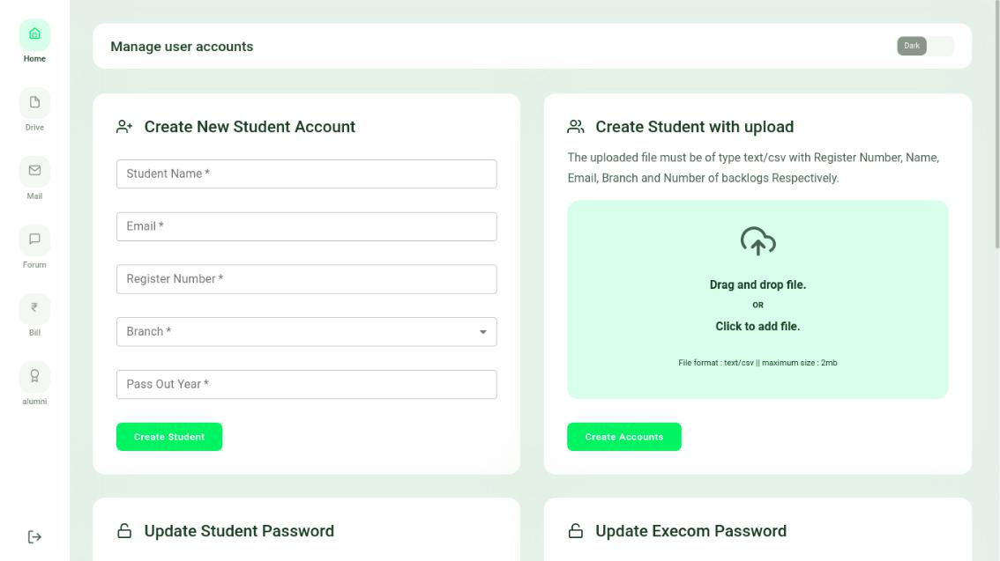 Home
Drive
Mail
Forum
₹
Bill
alumni
Manage user accounts
Dark
Create New Student Account
Student Name *
Email *
Register Number *
Branch *
Pass Out Year *
Create Student
Create Student with upload
The uploaded file must be of type text/csv with Register Number, Name,
Email, Branch and Number of backlogs Respectively.
Drag and drop file.
OR
Click to add file.
File format : text/csv || maximum size : 2mb
Create Accounts
Update Student Password
Update Execom Password